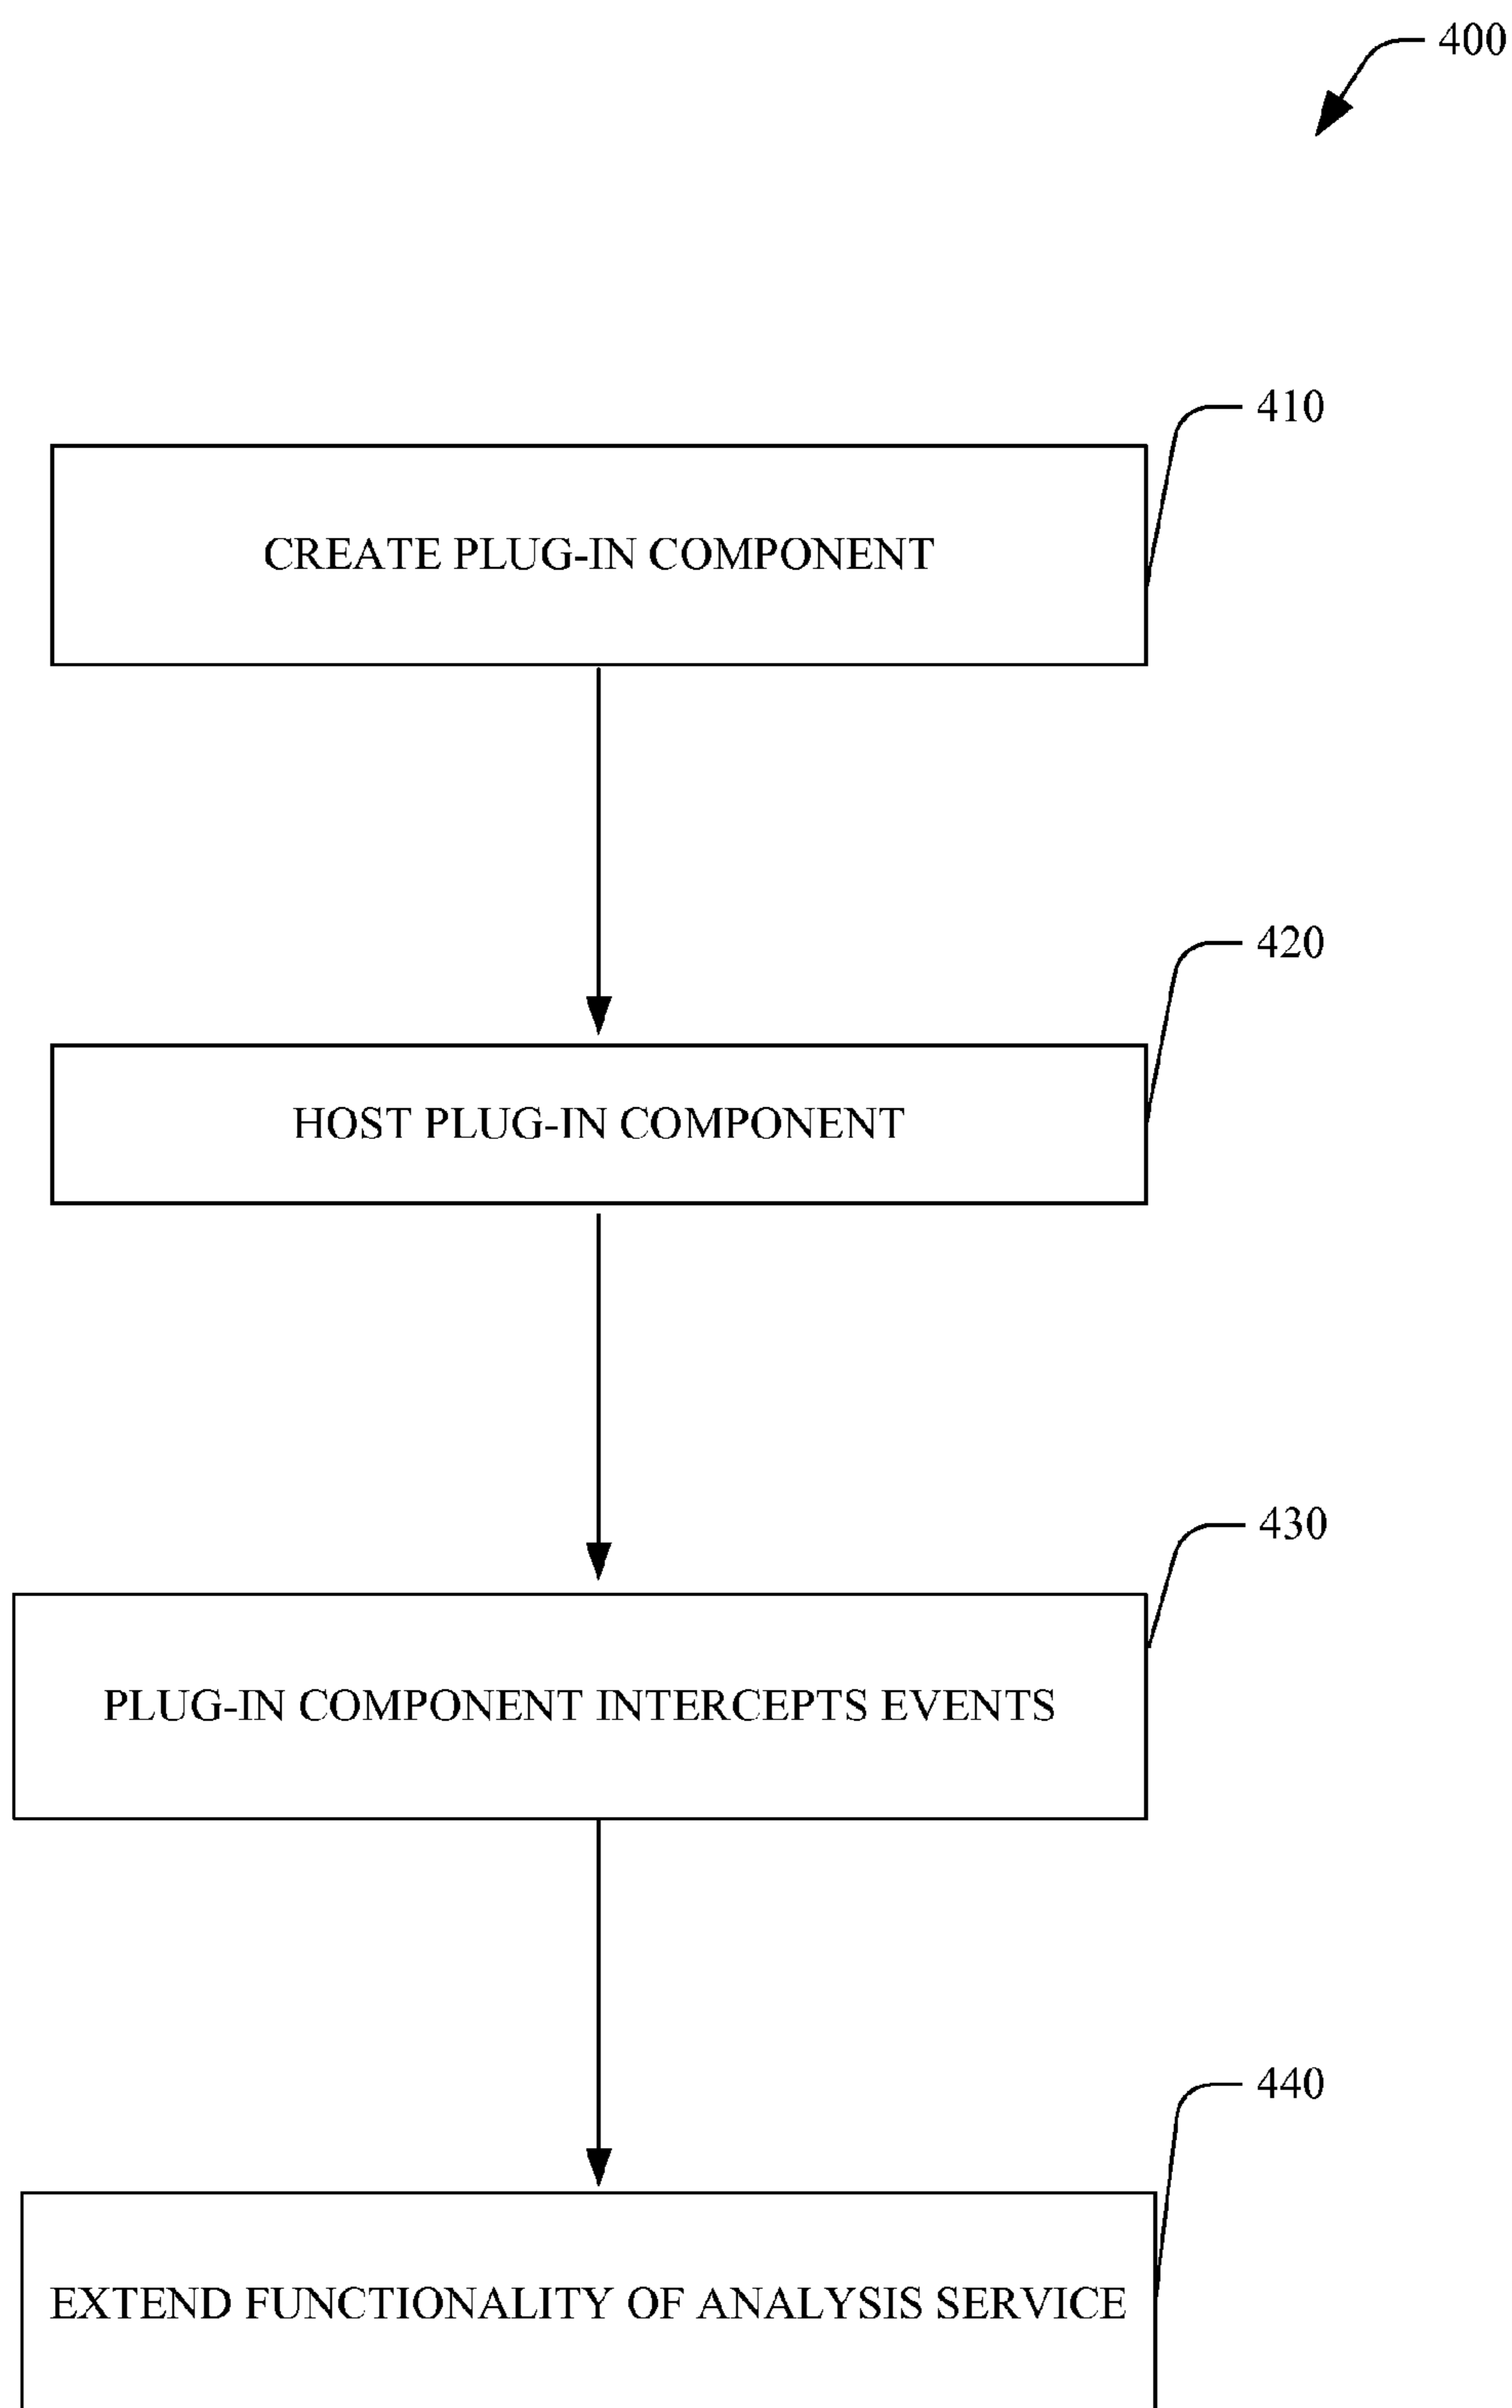 400
410
CREATE PLUG-IN COMPONENT
420
HOST PLUG-IN COMPONENT
430
PLUG-IN COMPONENT INTERCEPTS EVENTS
440
EXTEND FUNCTIONALITY OF ANALYSIS SERVICE